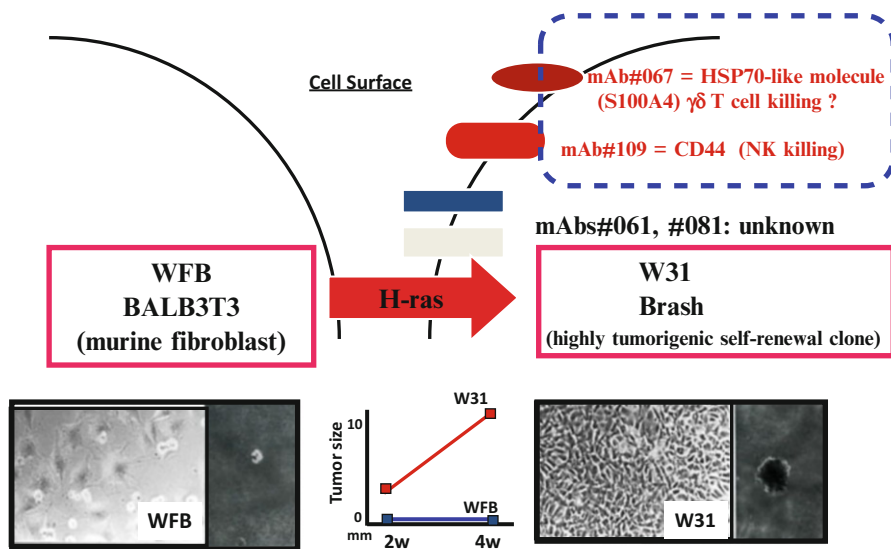 Cell Surface
mAb#067 = HSP70-like molecule
(S100A4) γδ T cell killing ?
mAb#109 = CD44 (NK killing)
mAbs#061, #081: unknown
WFB
BALB3T3
(murine fibroblast)
H-ras
W31
Brash
(highly tumorigenic self-renewal clone)
WFB
Tumor size
10
0
mm
W31
WFB
2w
4w
W31